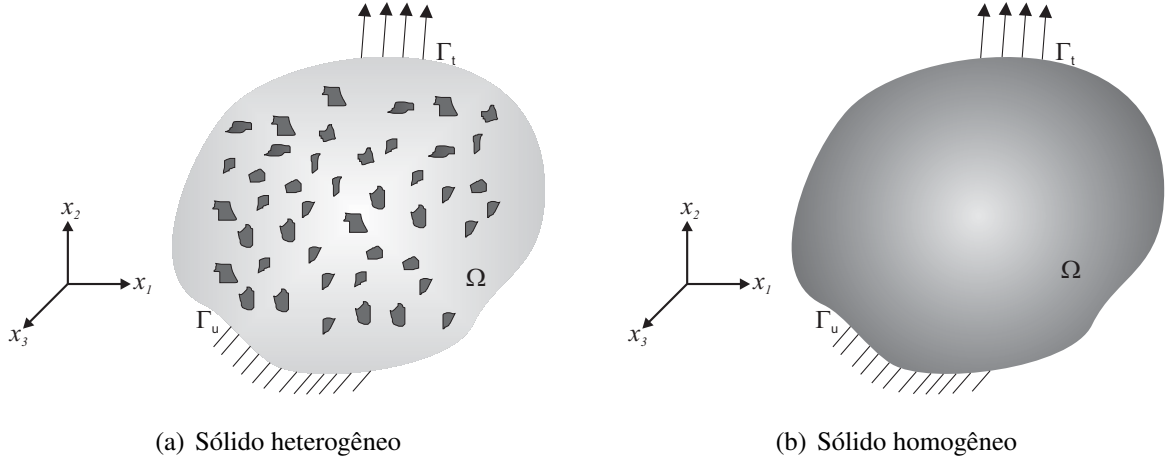 Γt
Ω
x2
x1
x3
Γu
(a) Sólido heterogêneo
Γt
Ω
x2
x1
x3
Γu
(b) Sólido homogêneo